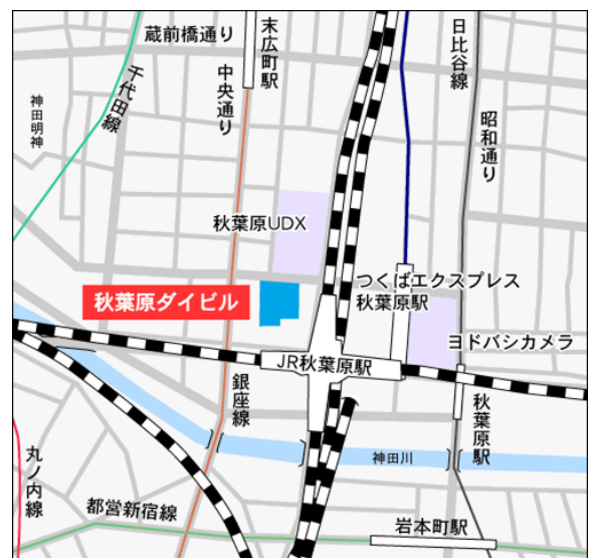 蔵前橋通り
末広町駅
日比谷線
千代田線
中央通り
神田明神
昭和通り
秋葉原UDX
つくばエクスプレス
秋葉原駅
秋葉原ダイビル
ヨドバシカメラ
JR秋葉原駅
銀座線
秋葉原駅
丸ノ内線
神田川
都営新宿線
岩本町駅